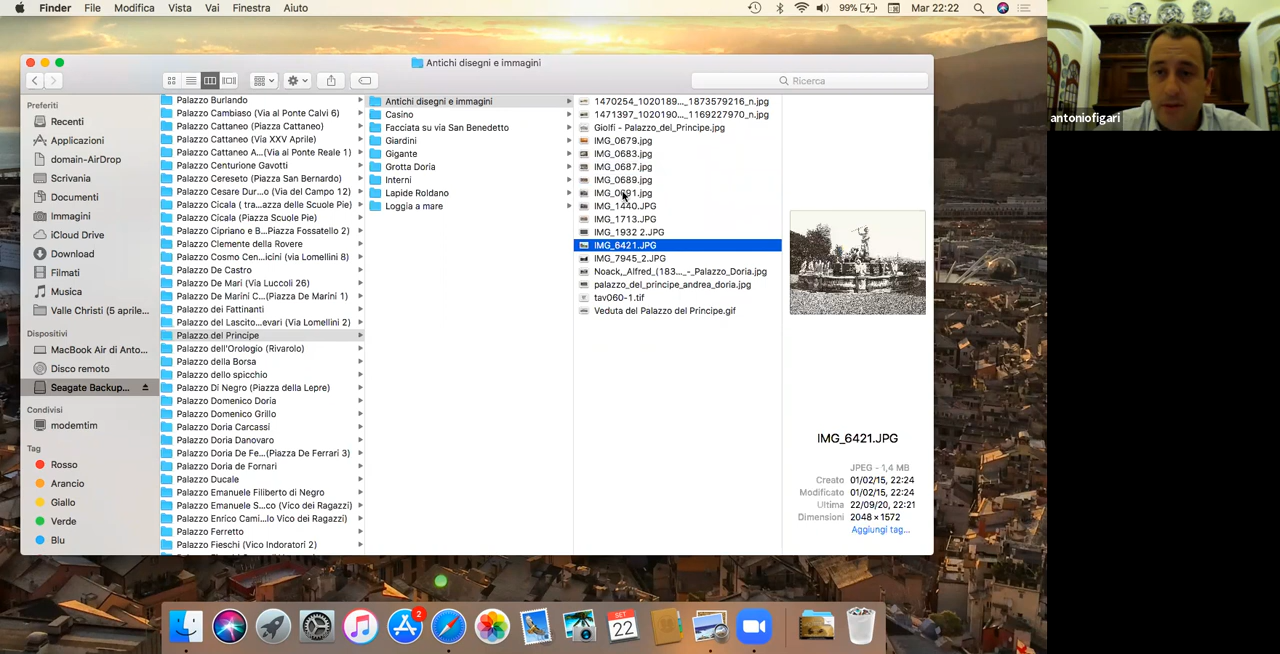 Finder File Modifica Vista Vai Finestra Aiuto 99% Mar 22:22
Antichi disegni e immagini
Ricerca
antoniofigari
Preferiti
Recenti
Applicazioni
domain-AirDrop
Scrivania
Documenti
Immagini
iCloud Drive
Download
Filmati
Musica
Valle Christi (5 aprile...
Dispositivi
MacBook Air di Anto...
Disco remoto
Seagate Backup...
Condivisi
modemtim
Tag
Rosso
Arancio
Giallo
Verde
Blu
Palazzo Burlando
Palazzo Cambiaso (Via al Ponte Calvi 6)
Palazzo Cattaneo (Piazza Cattaneo)
Palazzo Cattaneo (Via XXV Aprile)
Palazzo Cattaneo A...(Via al Ponte Reale 1)
Palazzo Centurione Gavotti
Palazzo Cereseto (Piazza San Bernardo)
Palazzo Cesare Dur...o (Via del Campo 12)
Palazzo Cicala ( tra...a delle Scuole Pie)
Palazzo Cicala (Piazza Scuole Pie)
Palazzo Cipriano e B...Piazza Fossatello 2)
Palazzo Clemente della Rovere
Palazzo Cosmo Cen...icini (via Lomellini 8)
Palazzo De Castro
Palazzo De Mari (Via Luccoli 26)
Palazzo De Marini C...(Piazza De Marini 1)
Palazzo dei Fattinanti
Palazzo del Lascito...evari (Via Lomellini 2)
Palazzo del Principe
Palazzo dell'Orologio (Rivarolo)
Palazzo della Borsa
Palazzo dello spicchio
Palazzo Di Negro (Piazza della Lepre)
Palazzo Domenico Doria
Palazzo Domenico Grillo
Palazzo Doria Carcassi
Palazzo Doria Danovaro
Palazzo Doria De Fe...(Piazza De Ferrari 3)
Palazzo Doria de Fornari
Palazzo Ducale
Palazzo Emanuele Filiberto di Negro
Palazzo Emanuele S...co (Vico dei Ragazzi)
Palazzo Enrico Cami...lo Vico dei Ragazzi)
Palazzo Ferretto
Palazzo Fieschi (Vico Indoratori 2)
Antichi disegni e immagini
Casino
Facciata su via San Benedetto
Giardini
Gigante
Grotta Doria
Interni
Lapide Roldano
Loggia a mare
1470254_1020189..._1873579216_n.jpg
1471397_1020190..._1169227970_n.jpg
Giolfi - Palazzo_del_Principe.jpg
IMG_0679.jpg
IMG_0683.jpg
IMG_0687.jpg
IMG_0689.jpg
IMG_0691.jpg
IMG_1440.JPG
IMG_1713.JPG
IMG_1932 2.JPG
IMG_6421.JPG
IMG_7945_2.JPG
Noack,_Alfred_(183..._-_Palazzo_Doria.jpg
palazzo_del_principe_andrea_doria.jpg
tav060-1.tif
Veduta del Palazzo del Principe.gif
IMG_6421.JPG
JPEG - 1,4 MB
Creato 01/02/15, 22:24
Modificato 01/02/15, 22:24
Ultima 22/09/20, 22:21
Dimensioni 2048 × 1572
Aggiungi tag...
2
SET
22